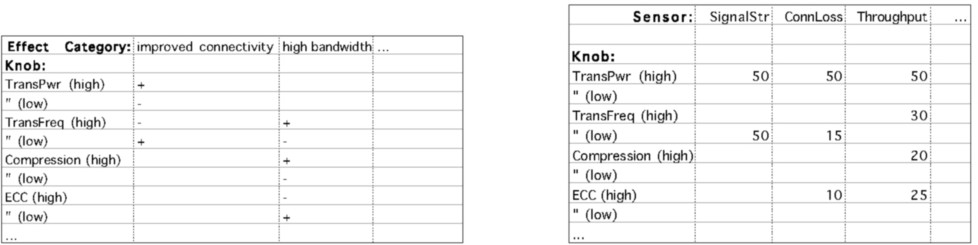 Effect Category: improved connectivity high bandwidth ...
Knob:
TransPwr (high) +
" (low) -
TransFreq (high) - +
" (low) + -
Compression (high) +
" (low) -
ECC (high) -
" (low) +
...
Sensor: SignalStr ConnLoss Throughput ...
Knob:
TransPwr (high) 50 50 50
" (low)
TransFreq (high) 30
" (low) 50 15
Compression (high) 20
" (low)
ECC (high) 10 25
" (low)
...